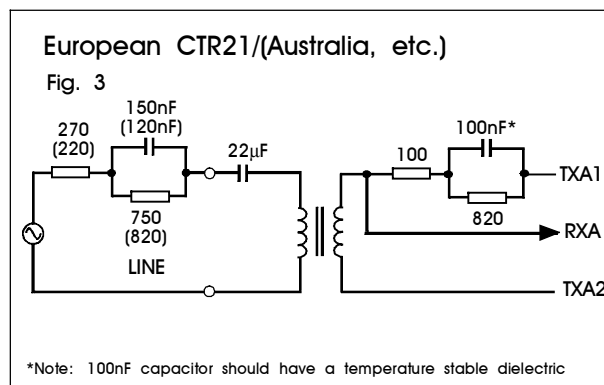 European CTR21/(Australia, etc.)
Fig. 3
150nF
(120nF)
270
(220)
22μF
100nF*
100
TXA1
750
(820)
820
RXA
LINE
TXA2
*Note: 100nF capacitor should have a temperature stable dielectric